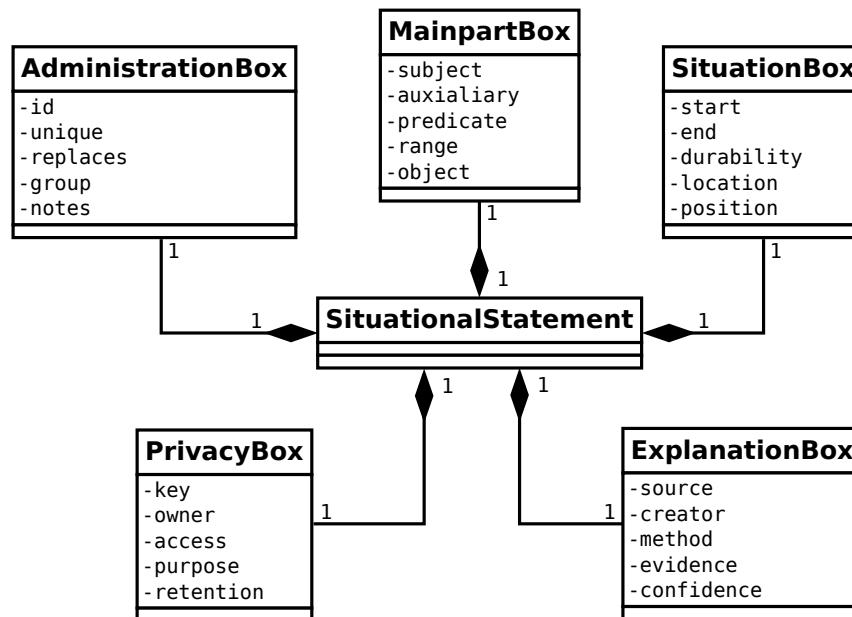 AdministrationBox
-id
-unique
-replaces
-group
-notes
1
MainpartBox
-subject
-auxialiary
-predicate
-range
-object
1
SituationBox
-start
-end
-durability
-location
-position
1
1
1
1
SituationalStatement
1
1
PrivacyBox
-key
-owner
-access
-purpose
-retention
1
ExplanationBox
-source
-creator
-method
-evidence
-confidence
1